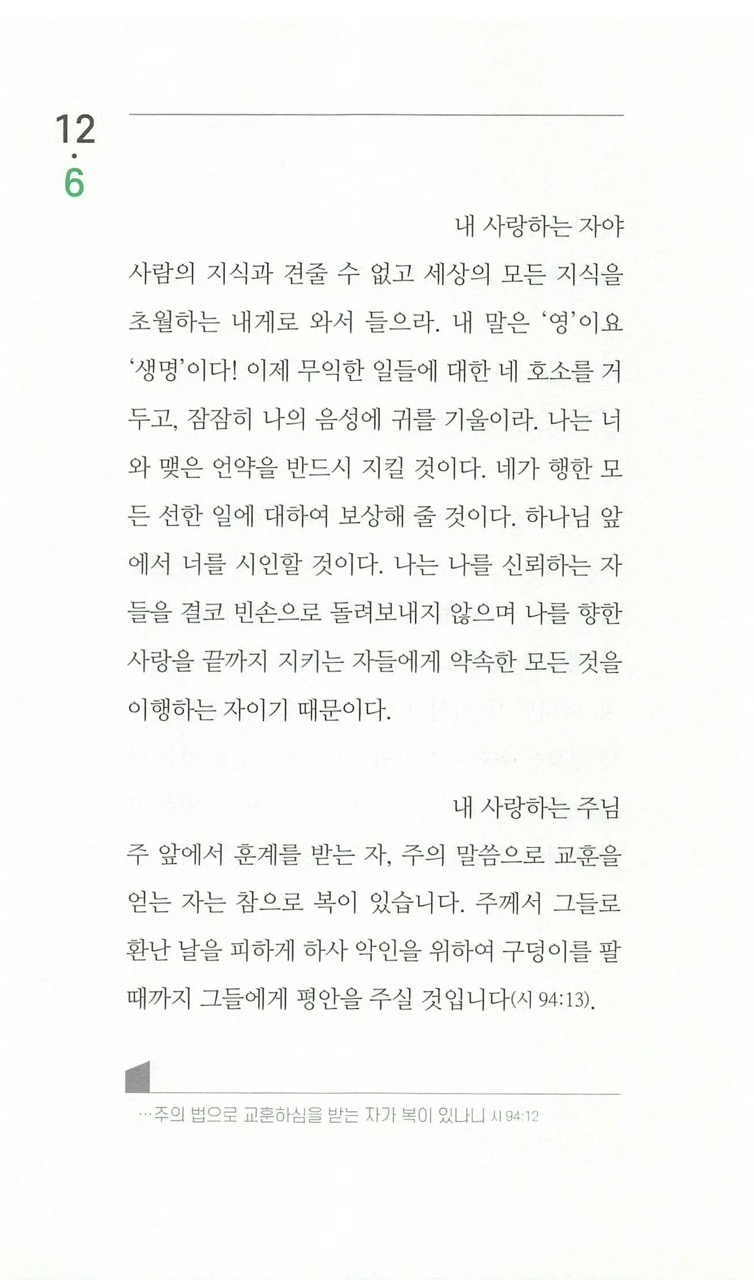 12
·
6
내 사랑하는 자야
사람의 지식과 견줄 수 없고 세상의 모든 지식을
초월하는 내게로 와서 들으라. 내 말은 ‘영’이요
‘생명’이다! 이제 무익한 일들에 대한 네 호소를 거
두고, 잠잠히 나의 음성에 귀를 기울이라. 나는 너
와 맺은 언약을 반드시 지킬 것이다. 네가 행한 모
든 선한 일에 대하여 보상해 줄 것이다. 하나님 앞
에서 너를 시인할 것이다. 나는 나를 신뢰하는 자
들을 결코 빈손으로 돌려보내지 않으며 나를 향한
사랑을 끝까지 지키는 자들에게 약속한 모든 것을
이행하는 자이기 때문이다.
내 사랑하는 주님
주 앞에서 훈계를 받는 자, 주의 말씀으로 교훈을
얻는 자는 참으로 복이 있습니다. 주께서 그들로
환난 날을 피하게 하사 악인을 위하여 구덩이를 팔
때까지 그들에게 평안을 주실 것입니다(시 94:13).
…주의 법으로 교훈하심을 받는 자가 복이 있나니 시 94:12